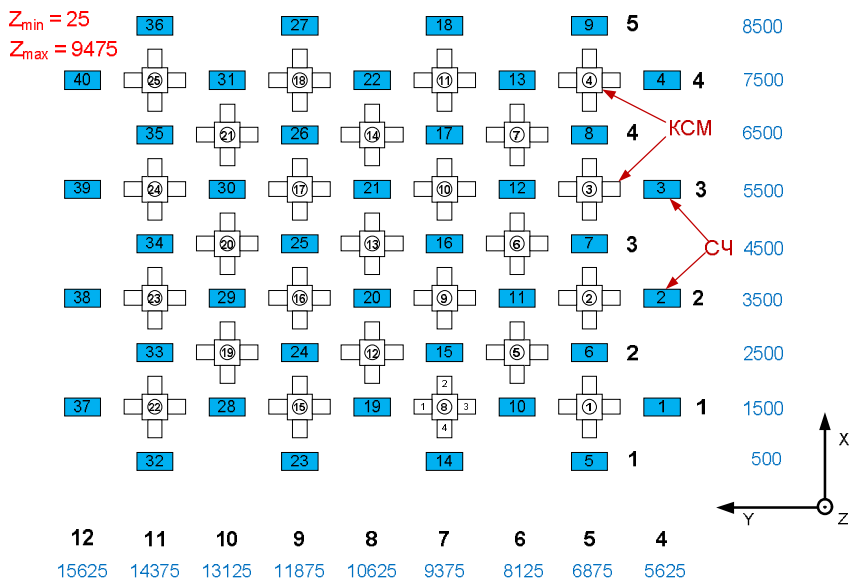 Zmin = 25
Zmax = 9475
36 27 18 9 5 8500
40 25 31 18 22 11 13 4 4 4 7500
35 21 26 14 17 7 8 4 6500
КСМ
39 24 30 17 21 10 12 3 3 3 5500
34 20 25 13 16 6 7 3 4500
СЧ
38 23 29 16 20 9 11 2 2 2 3500
33 19 24 12 15 5 6 2 2500
2
37 22 28 15 19 1 8 3 10 1 1 1 1500
4
32 23 14 5 1 500
X
Y Z
12 11 10 9 8 7 6 5 4
15625 14375 13125 11875 10625 9375 8125 6875 5625